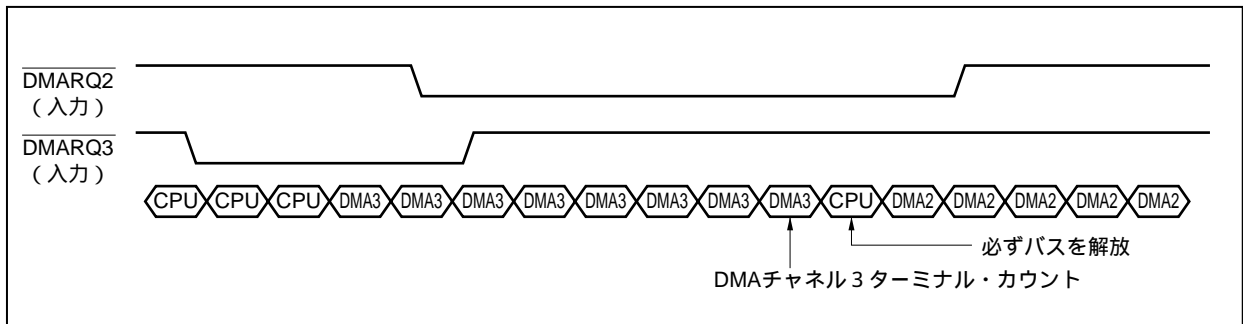 DMARQ2
(入力)
DMARQ3
(入力)
CPU CPU CPU DMA3 DMA3 DMA3 DMA3 DMA3 DMA3 DMA3 DMA3 CPU DMA2 DMA2 DMA2 DMA2 DMA2
必ずバスを解放
DMAチャネル3ターミナル・カウント